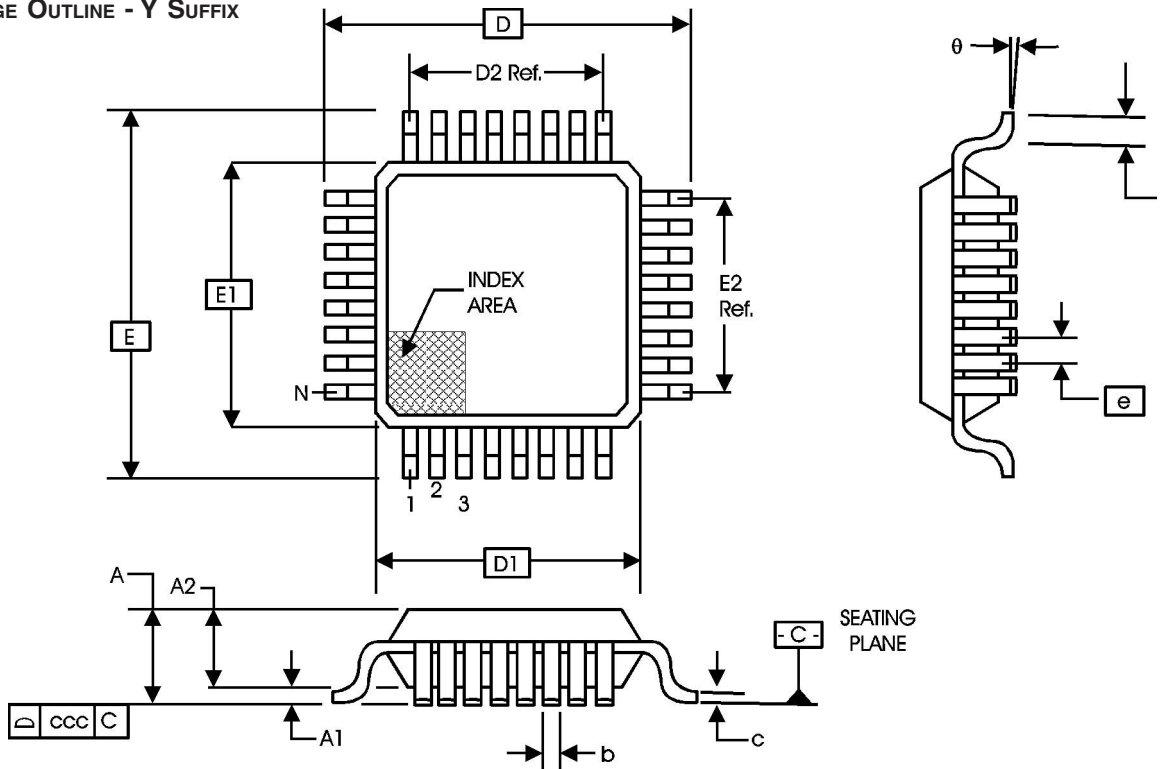 GE OUTLINE - Y SUFFIX
D
D2 Ref.
θ
E1
E
INDEX
AREA
E2
Ref.
N
e
1
2
3
D1
A
A2
- C -
SEATING
PLANE
ccc C
A1
b
c